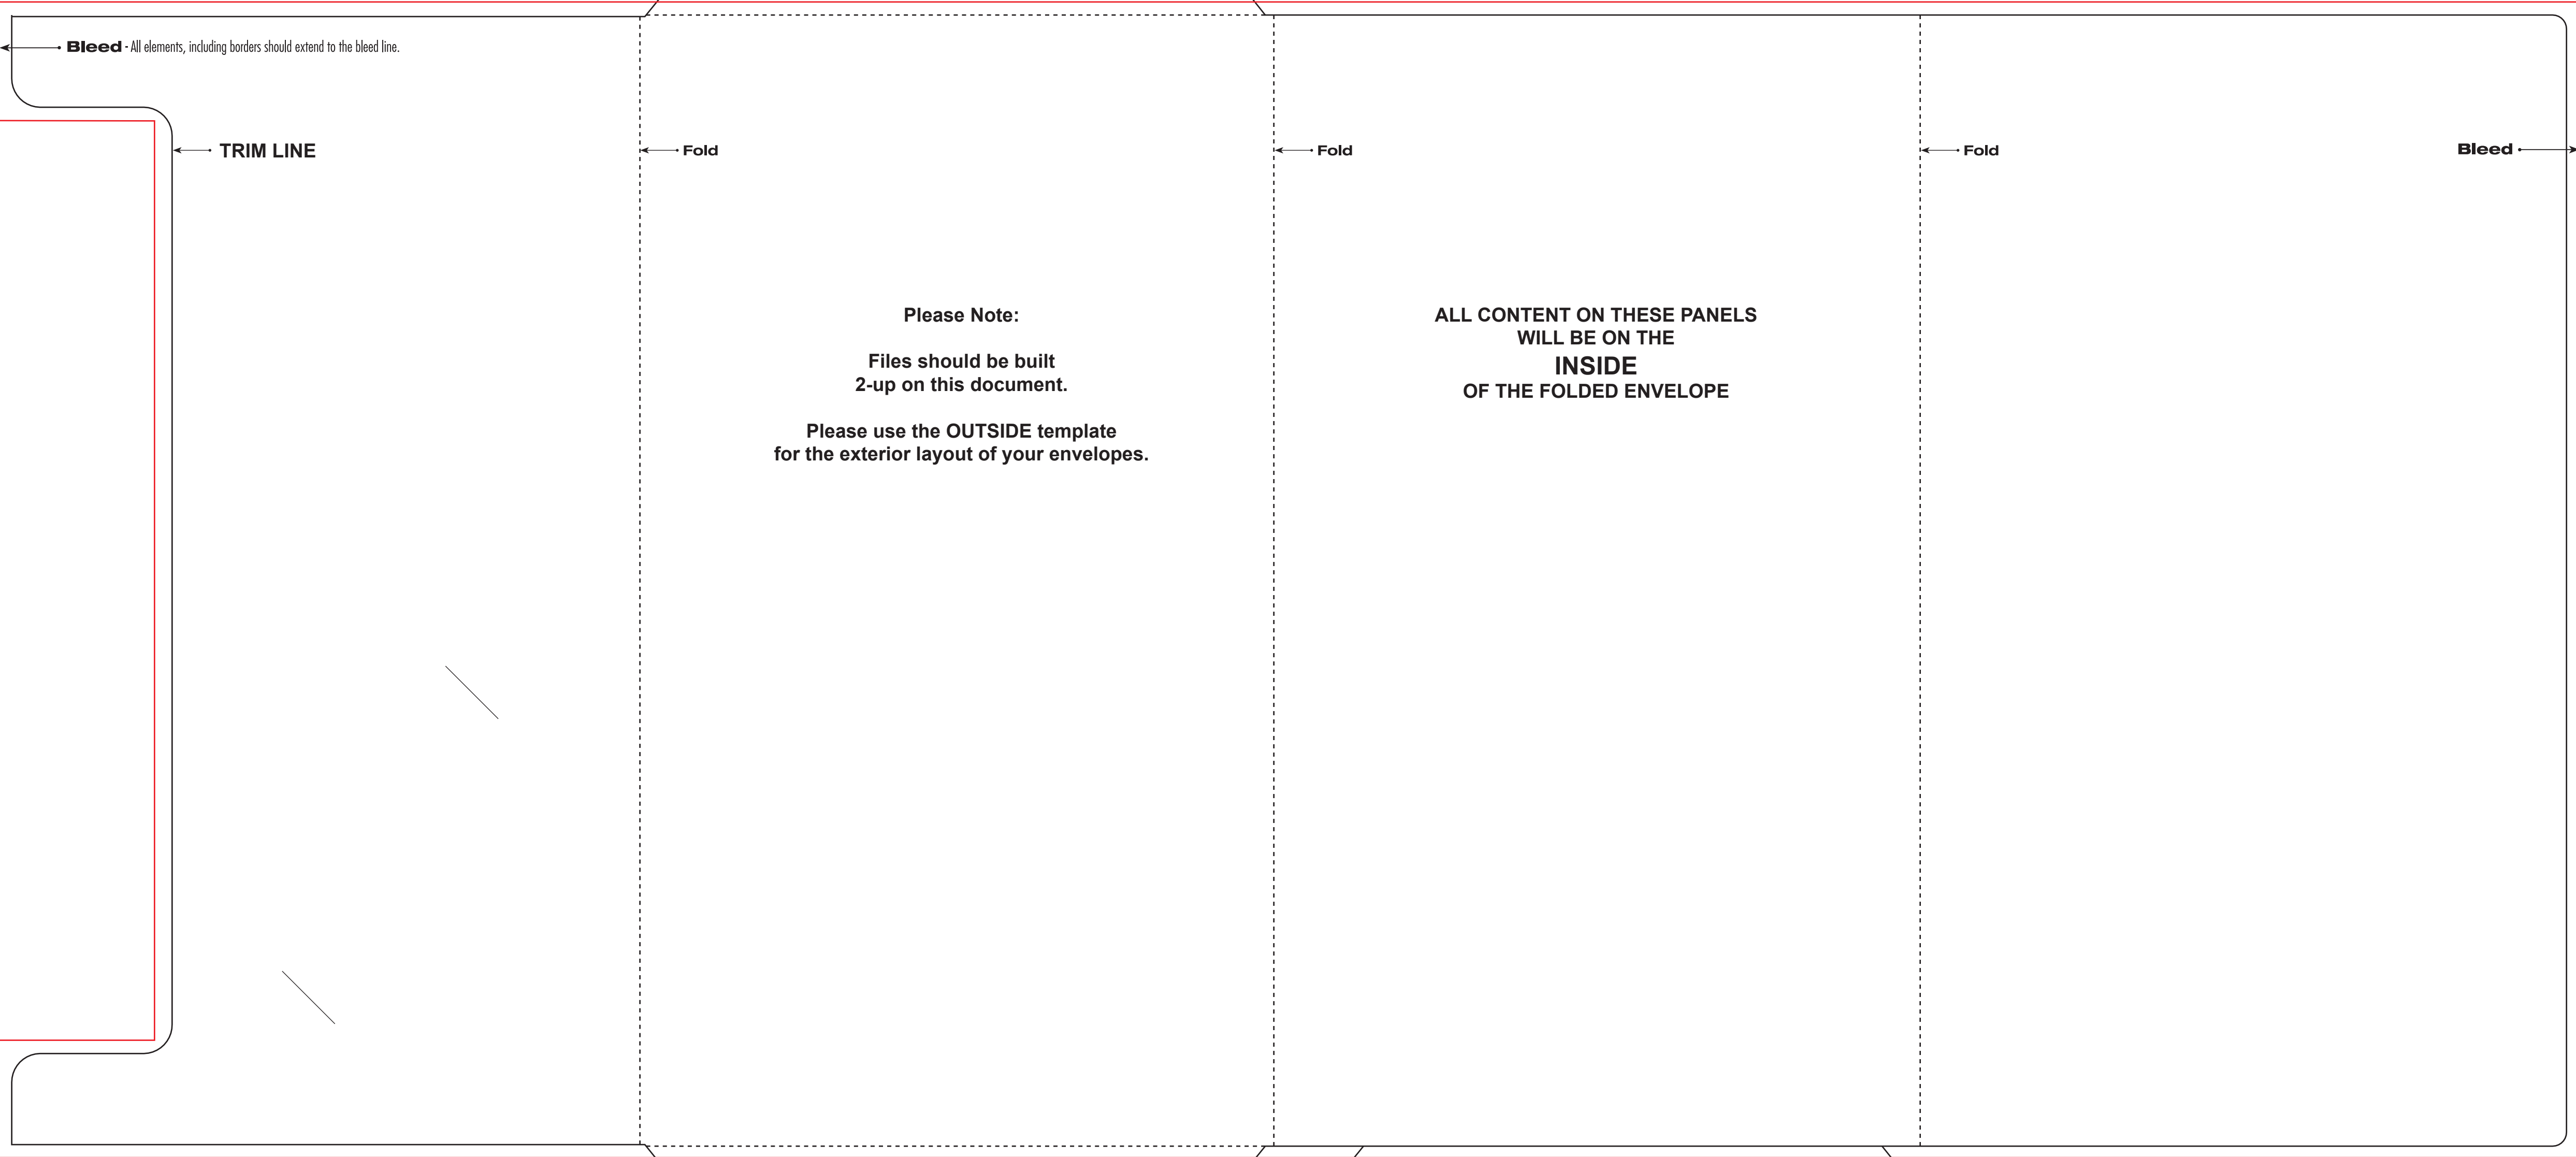 Bleed - All elements, including borders should extend to the bleed line.
TRIM LINE
Fold
Fold
Fold
Bleed
Please Note:
Files should be built
2-up on this document.
Please use the OUTSIDE template
for the exterior layout of your envelopes.
ALL CONTENT ON THESE PANELS
WILL BE ON THE
INSIDE
OF THE FOLDED ENVELOPE